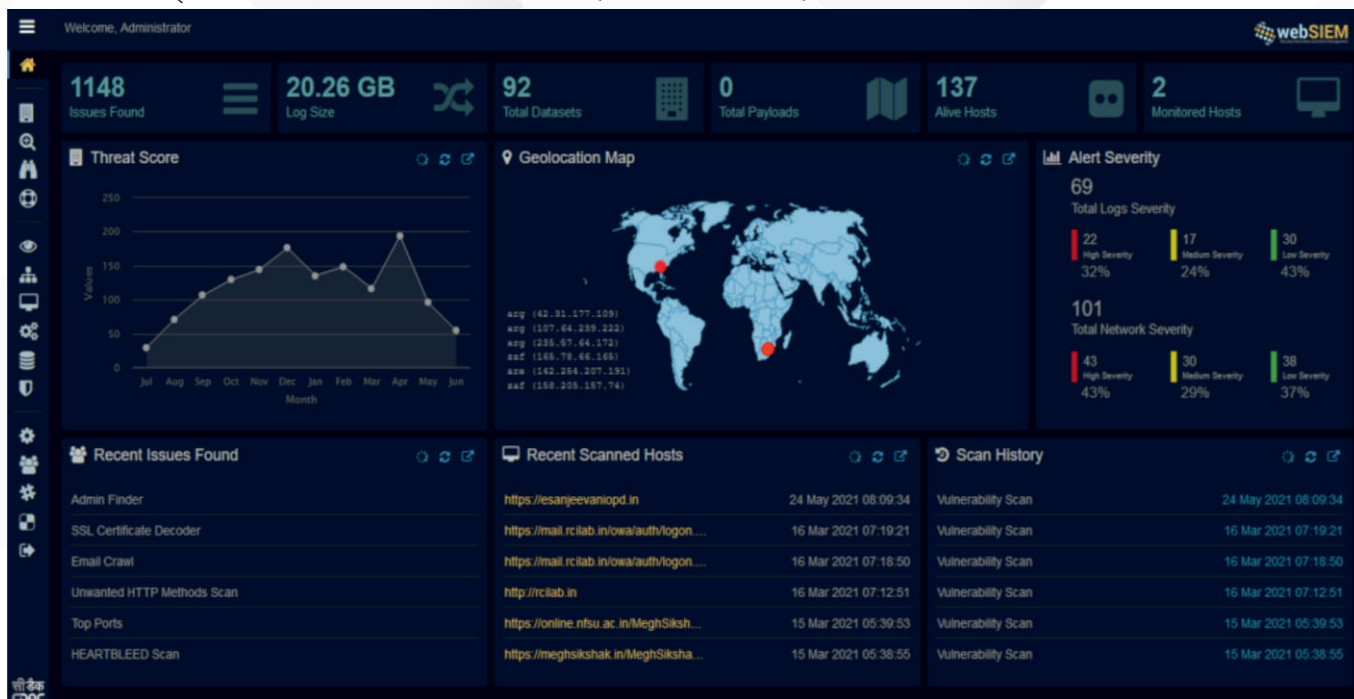 Welcome, Administrator
webSIEM
1148
Issues Found
20.26 GB
Log Size
92
Total Datasets
0
Total Payloads
137
Alive Hosts
2
Monitored Hosts
Threat Score
250
200
150
100
50
0
Values
Jul Aug Sep Oct Nov Dec Jan Feb Mar Apr May Jun
Month
Geolocation Map
arg (42.31.177.109)
arg (107.64.239.222)
arg (235.57.64.172)
zaf (165.78.66.165)
are (142.254.207.191)
zaf (158.205.157.74)
Alert Severity
69
Total Logs Severity
22 17 30
High Severity Medium Severity Low Severity
32% 24% 43%
101
Total Network Severity
43 30 38
High Severity Medium Severity Low Severity
43% 29% 37%
Recent Issues Found
Admin Finder
SSL Certificate Decoder
Email Crawl
Unwanted HTTP Methods Scan
Top Ports
HEARTBLEED Scan
Recent Scanned Hosts
https://esanjeevaniopd.in 24 May 2021 08:09:34
https://mail.rcilab.in/owa/auth/logon.... 16 Mar 2021 07:19:21
https://mail.rcilab.in/owa/auth/logon.... 16 Mar 2021 07:18:50
http://rcilab.in 16 Mar 2021 07:12:51
https://online.nfsu.ac.in/MeghSiksh... 15 Mar 2021 05:39:53
https://meghsikshak.in/MeghSiksha... 15 Mar 2021 05:38:55
Scan History
Vulnerability Scan 24 May 2021 08:09:34
Vulnerability Scan 16 Mar 2021 07:19:21
Vulnerability Scan 16 Mar 2021 07:18:50
Vulnerability Scan 16 Mar 2021 07:12:51
Vulnerability Scan 15 Mar 2021 05:39:53
Vulnerability Scan 15 Mar 2021 05:38:55
सी डैक